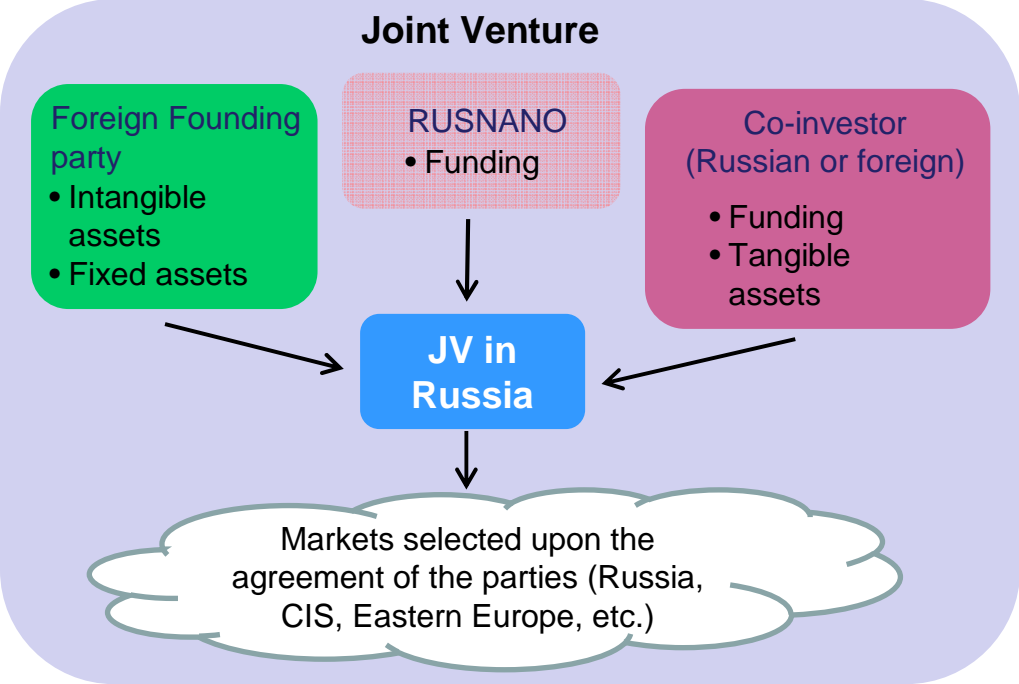 Joint Venture
Foreign Founding
party
• Intangible
assets
• Fixed assets
RUSNANO
• Funding
Co-investor
(Russian or foreign)
• Funding
• Tangible
assets
JV in
Russia
Markets selected upon the
agreement of the parties (Russia,
CIS, Eastern Europe, etc.)